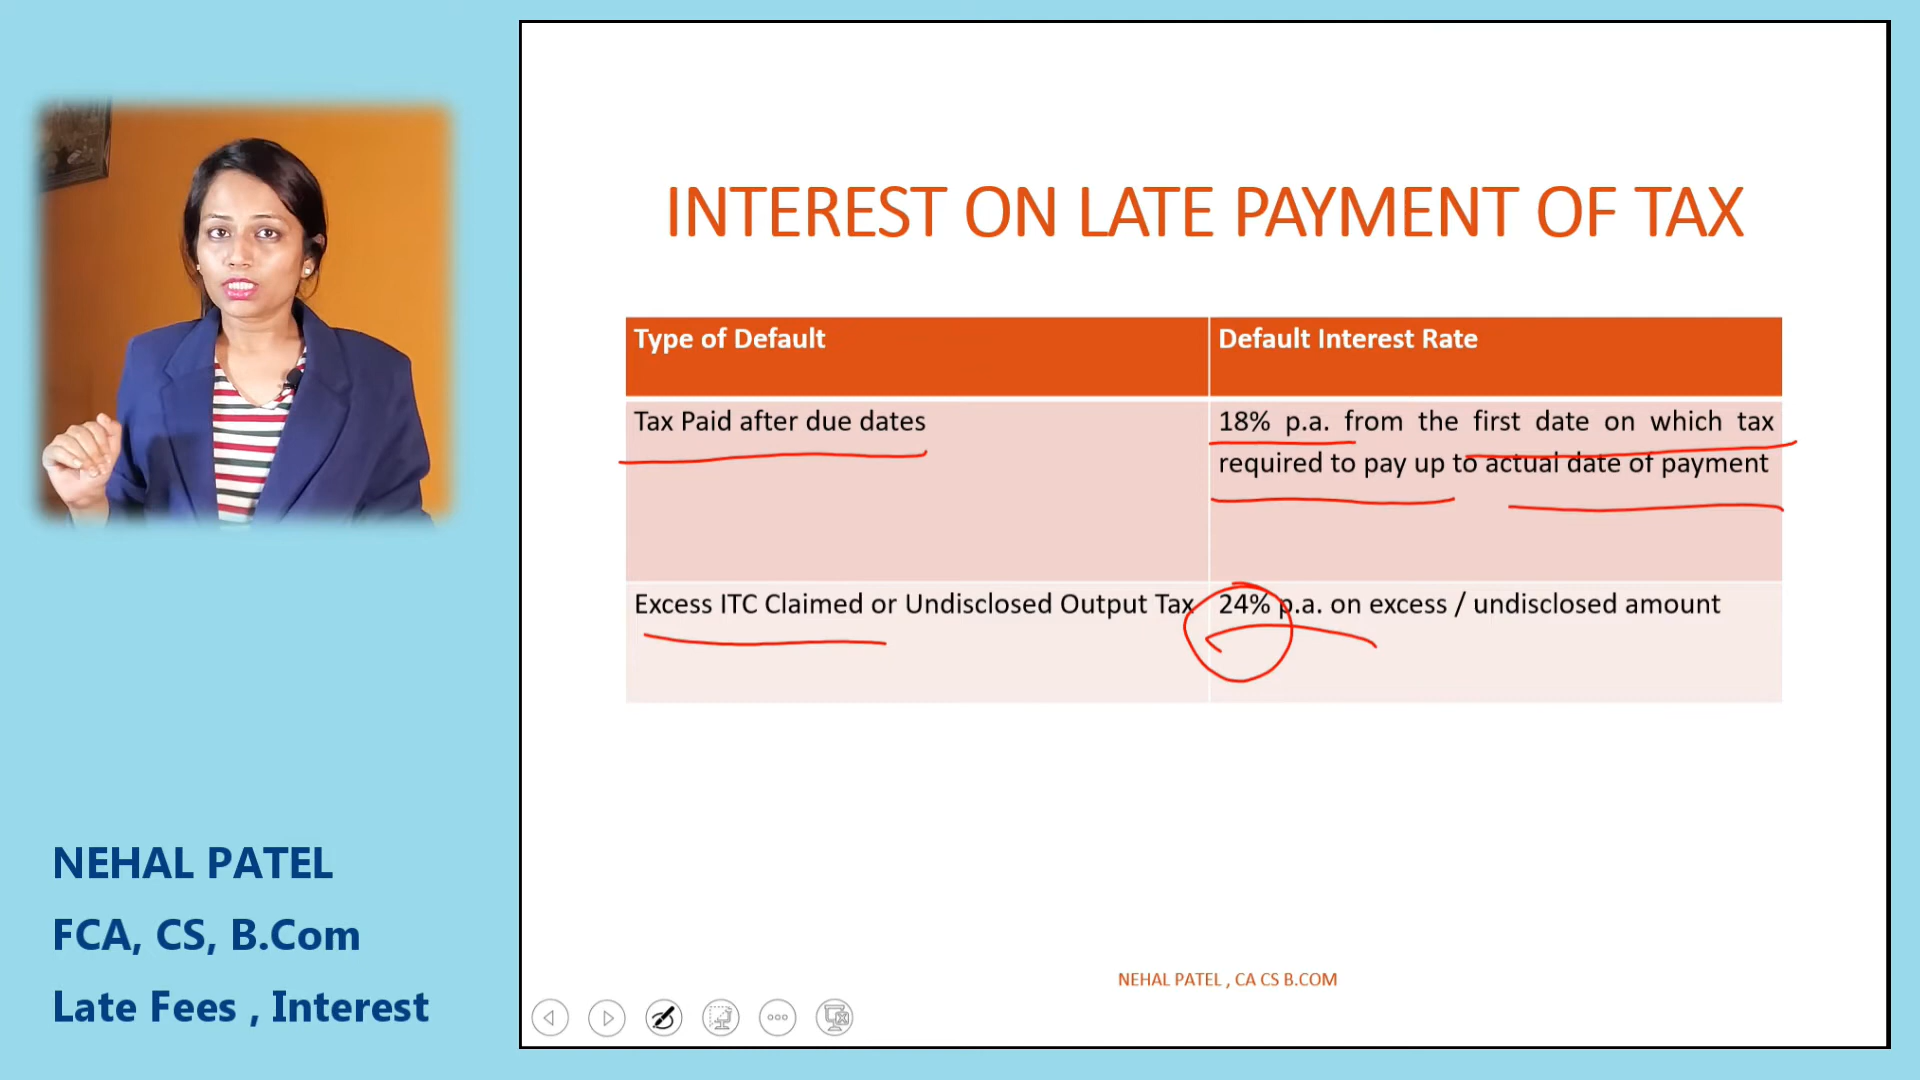 INTEREST ON LATE PAYMENT OF TAX
Type of Default
Default Interest Rate
Tax Paid after due dates
18% p.a. from the first date on which tax
required to pay up to actual date of payment
Excess ITC Claimed or Undisclosed Output Tax
24% p.a. on excess / undisclosed amount
NEHAL PATEL , CA CS B.COM
NEHAL PATEL
FCA, CS, B.Com
Late Fees , Interest